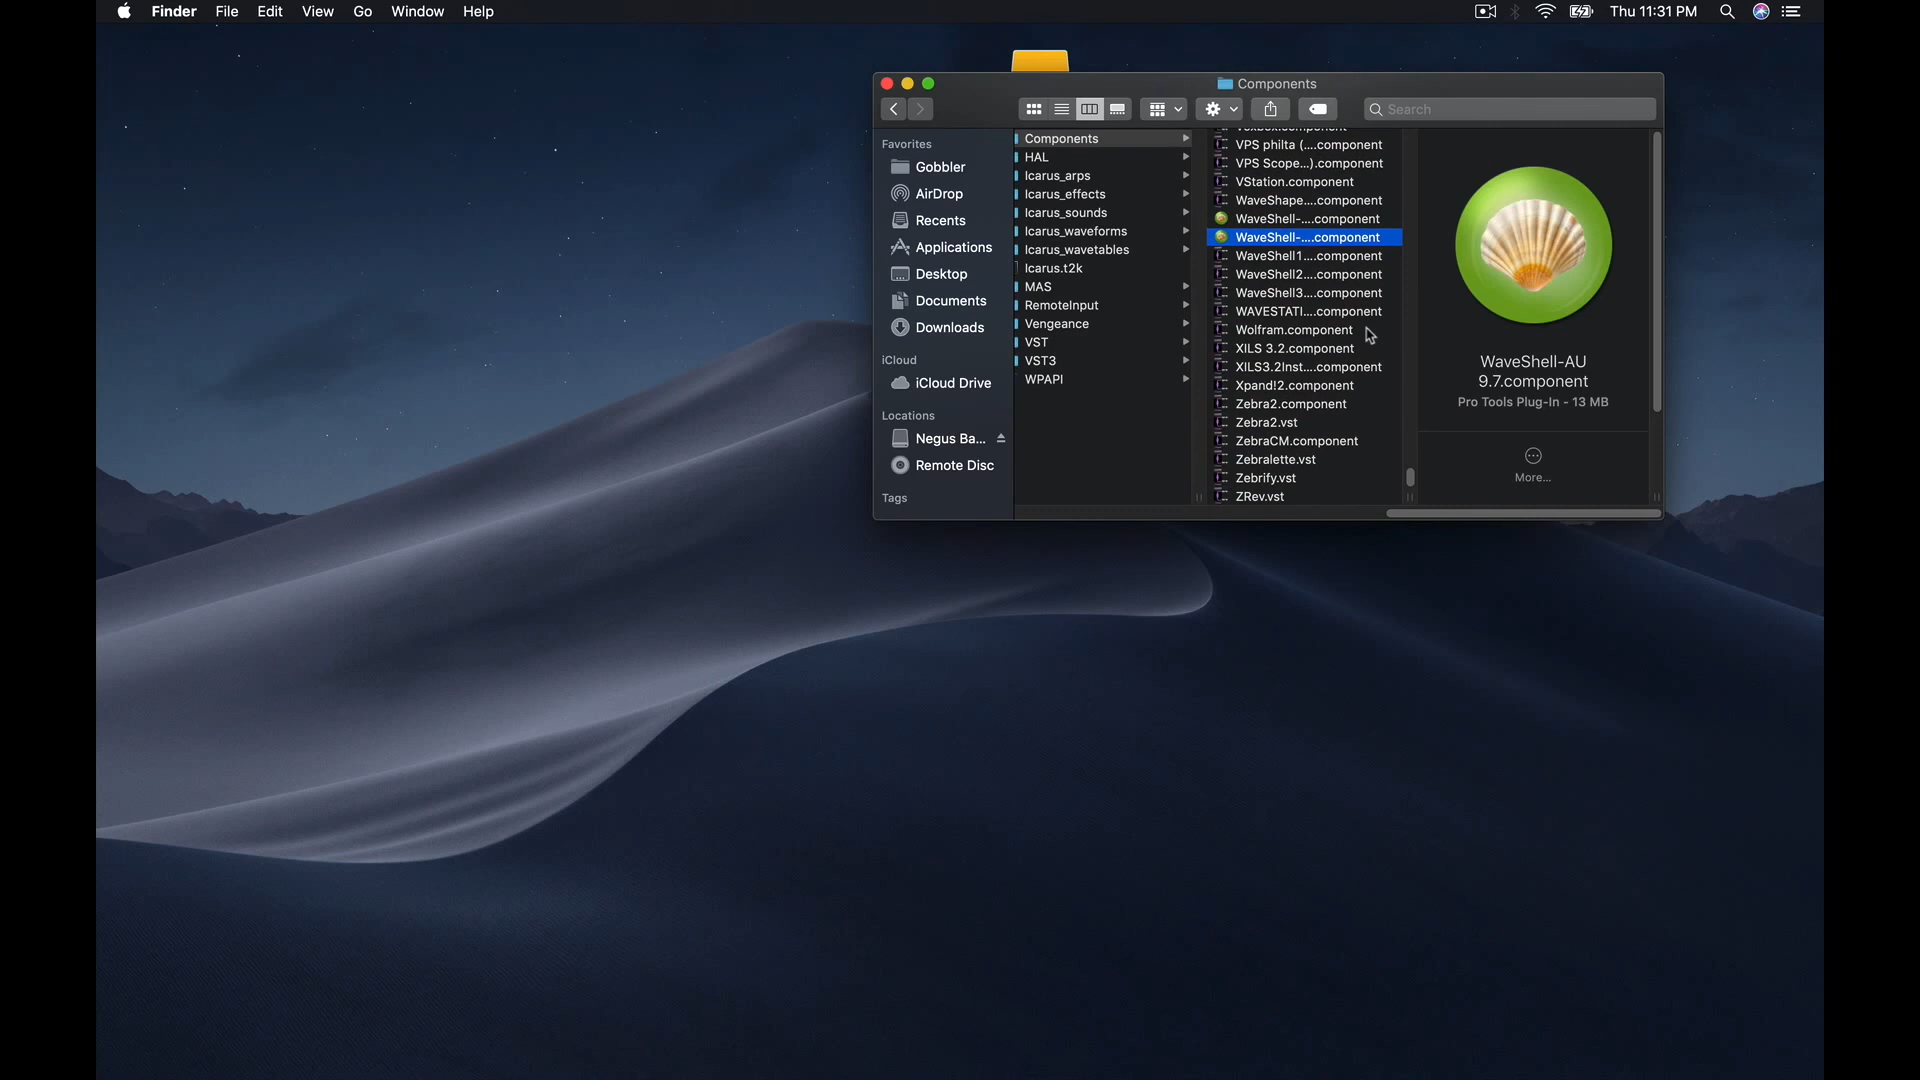 Finder File Edit View Go Window Help
Thu 11:31 PM
Components
Search
Favorites
Gobbler
AirDrop
Recents
Applications
Desktop
Documents
Downloads
iCloud
iCloud Drive
Locations
Negus Ba...
Remote Disc
Tags
Components
HAL
Icarus_arps
Icarus_effects
Icarus_sounds
Icarus_waveforms
Icarus_wavetables
Icarus.t2k
MAS
RemoteInput
Vengeance
VST
VST3
WPAPI
VPS philta (....component
VPS Scope...).component
VStation.component
WaveShape....component
WaveShell-....component
WaveShell-....component
WaveShell1....component
WaveShell2....component
WaveShell3....component
WAVESTATI....component
Wolfram.component
XILS 3.2.component
XILS3.2Inst....component
Xpand!2.component
Zebra2.component
Zebra2.vst
ZebraCM.component
Zebralette.vst
Zebrify.vst
ZRev.vst
WaveShell-AU
9.7.component
Pro Tools Plug-In - 13 MB
More...